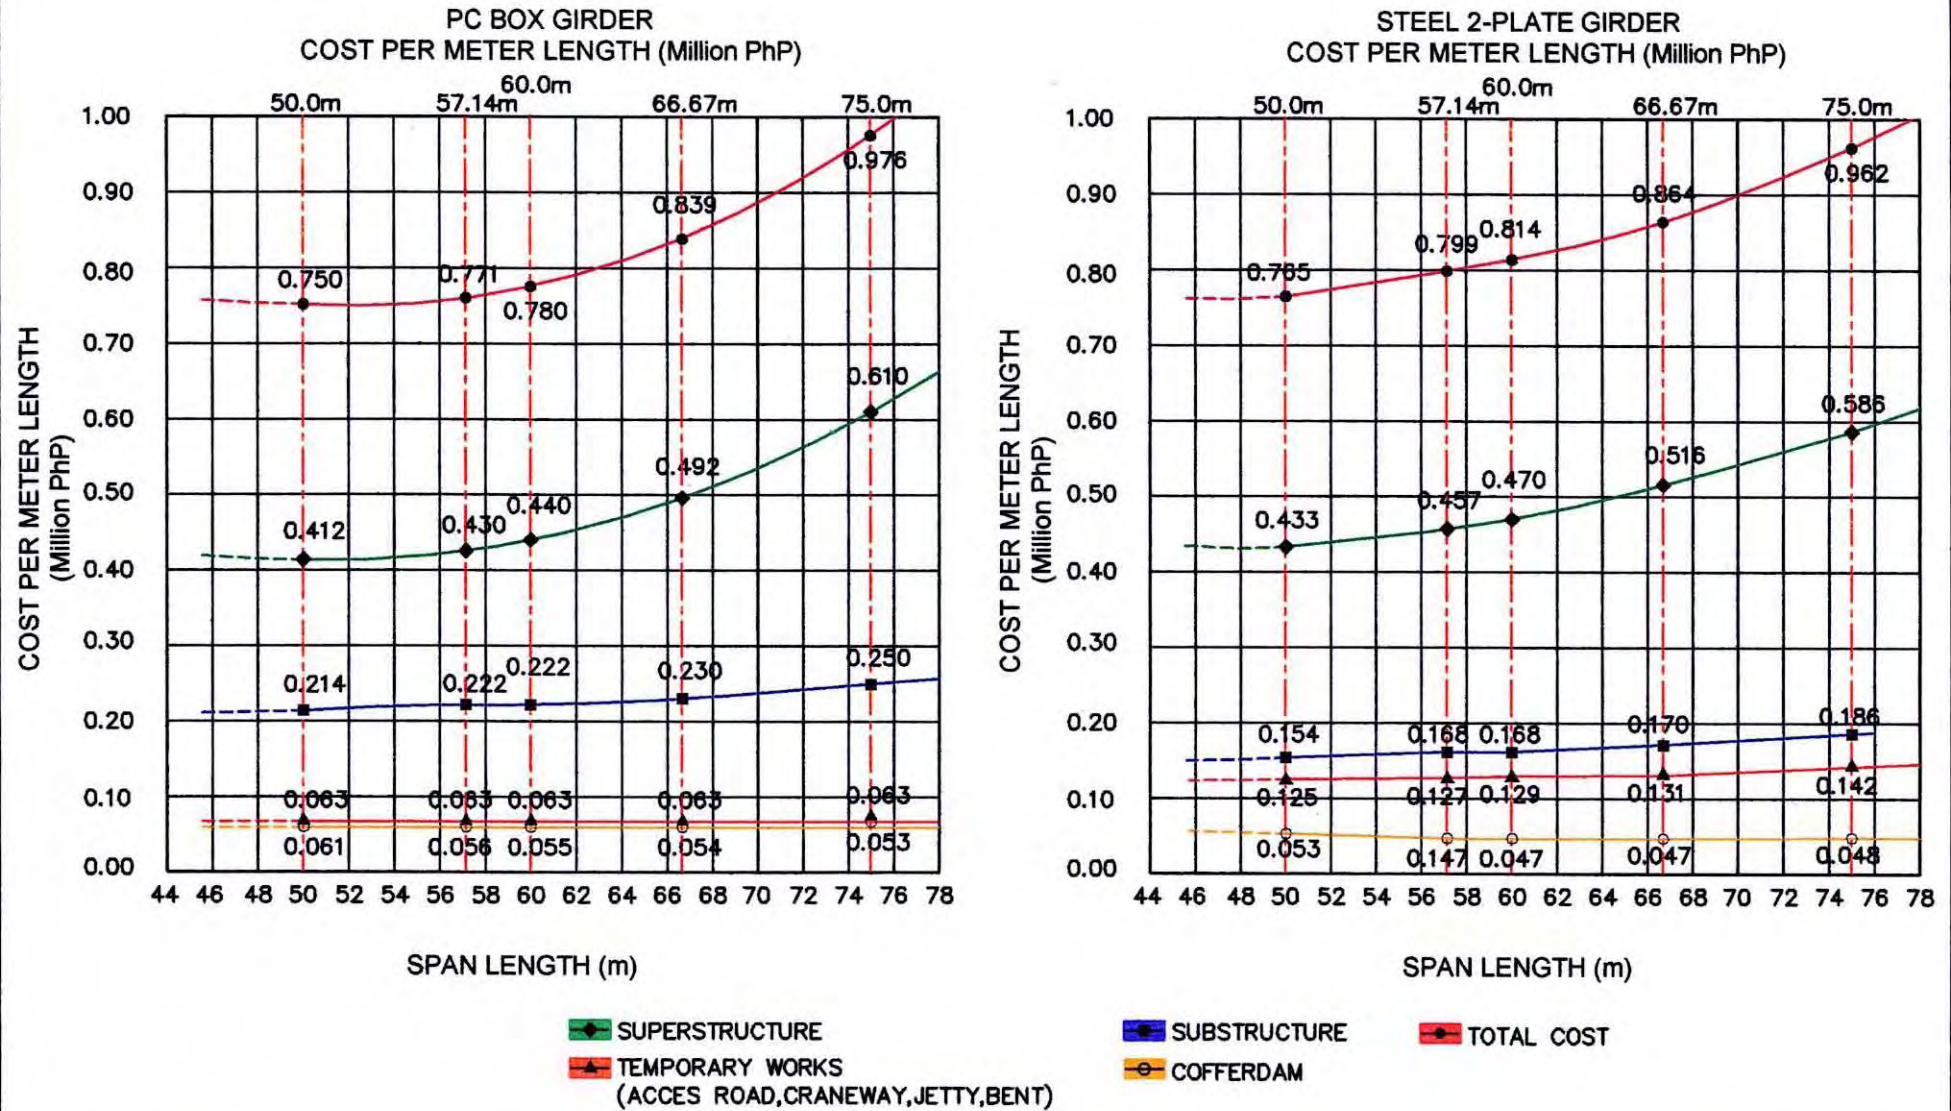 PC BOX GIRDER
COST PER METER LENGTH (Million PhP)
60.0m
50.0m 57.14m 66.67m 75.0m
1.00
0.976
0.90
0.839
0.80
0.750 0.771
0.780
0.70
0.610
0.60
0.50
0.492
0.412 0.430 0.440
0.40
0.30
0.214 0.222 0.222 0.230 0.250
0.20
0.10
0.063 0.063 0.063 0.063 0.063
0.061 0.056 0.055 0.054 0.053
0.00
44 46 48 50 52 54 56 58 60 62 64 66 68 70 72 74 76 78
COST PER METER LENGTH
(Million PhP)
SPAN LENGTH (m)
STEEL 2-PLATE GIRDER
COST PER METER LENGTH (Million PhP)
60.0m
50.0m 57.14m 66.67m 75.0m
1.00
0.962
0.90
0.864
0.799 0.814
0.80
0.765
0.70
0.60
0.586
0.516
0.50
0.433 0.457 0.470
0.40
0.30
0.20
0.154 0.168 0.168 0.170 0.186
0.10
0.125 0.127 0.129 0.131 0.142
0.053 0.147 0.047 0.047 0.048
0.00
44 46 48 50 52 54 56 58 60 62 64 66 68 70 72 74 76 78
COST PER METER LENGTH
(Million PhP)
SPAN LENGTH (m)
SUPERSTRUCTURE
TEMPORARY WORKS
(ACCES ROAD,CRANEWAY,JETTY,BENT)
SUBSTRUCTURE
COFFERDAM
TOTAL COST